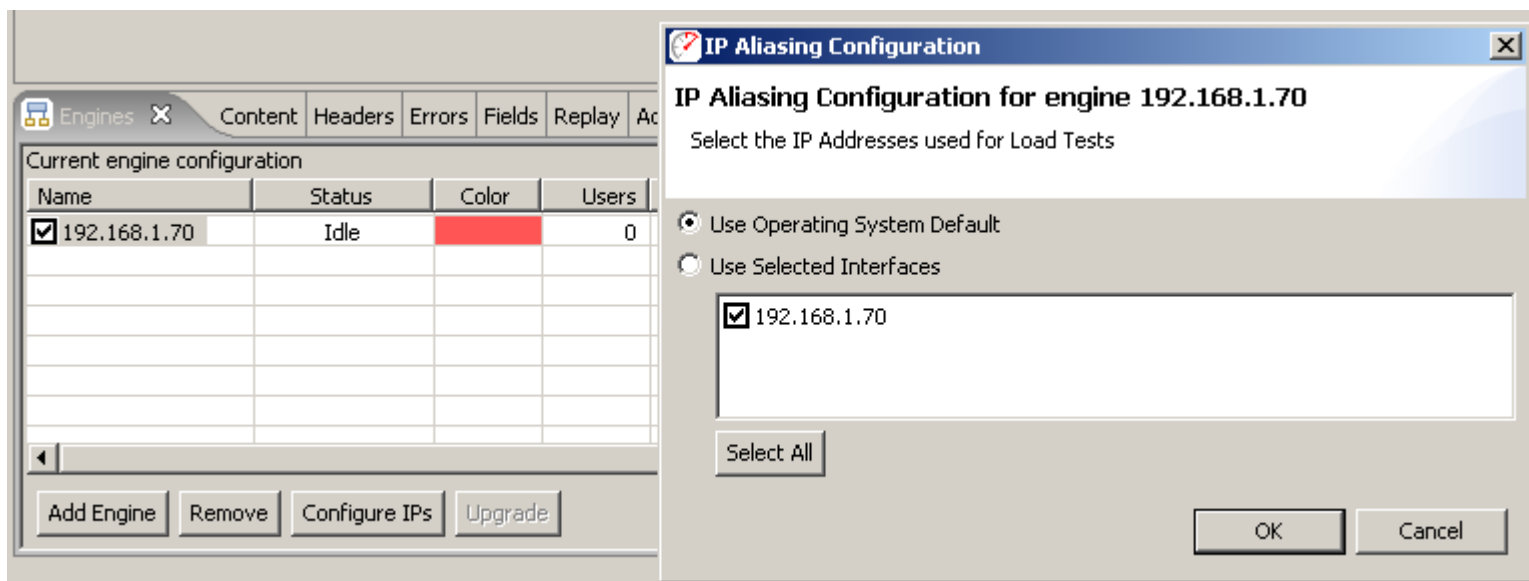 IP Aliasing Configuration
IP Aliasing Configuration for engine 192.168.1.70
Select the IP Addresses used for Load Tests
Engines Content Headers Errors Fields Replay
Current engine configuration
Name Status Color Users
192.168.1.70 Idle 0
Use Operating System Default
Use Selected Interfaces
192.168.1.70
Select All
Add Engine Remove Configure IPs Upgrade
OK Cancel